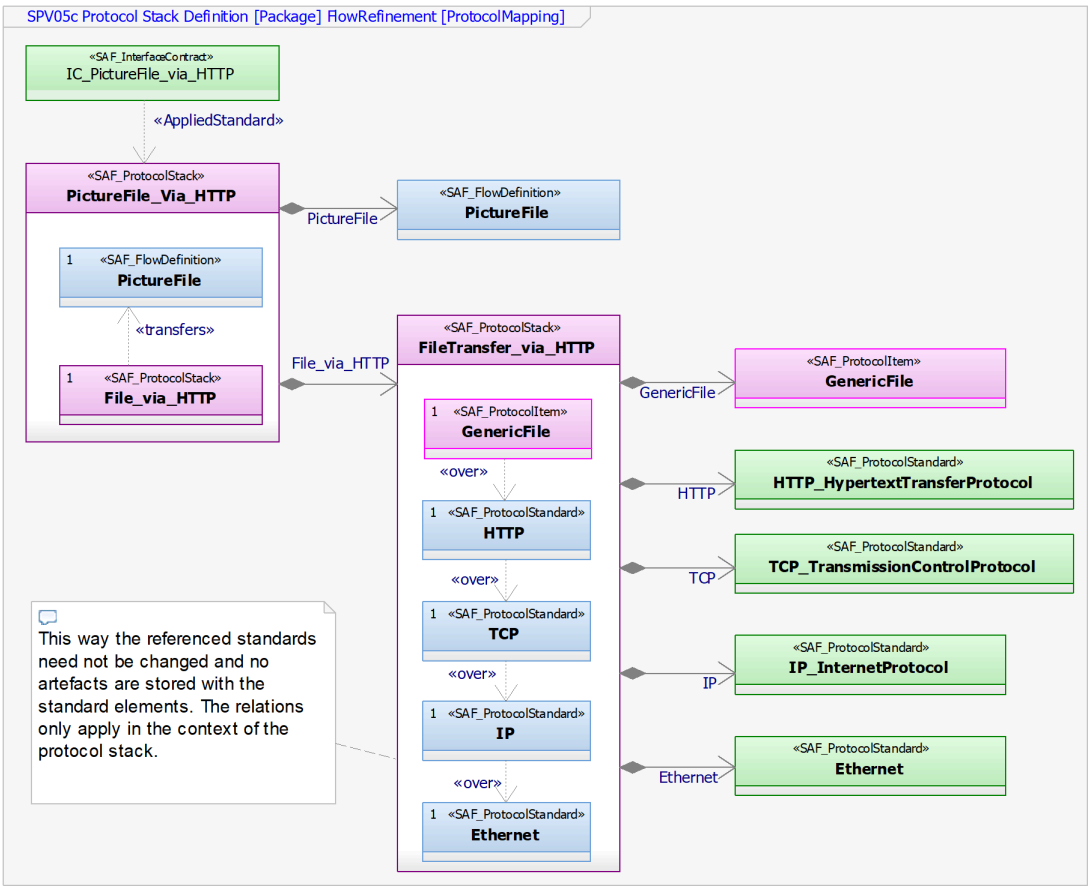 SPV05c Protocol Stack Definition [Package] FlowRefinement [ProtocolMapping]
«SAF_InterfaceContract»
IC_PictureFile_via_HTTP
«AppliedStandard»
«SAF_ProtocolStack»
PictureFile_Via_HTTP
PictureFile
«SAF_FlowDefinition»
PictureFile
1 «SAF_FlowDefinition»
PictureFile
«transfers»
1 «SAF_ProtocolStack»
File_via_HTTP
File_via_HTTP
«SAF_ProtocolStack»
FileTransfer_via_HTTP
1 «SAF_ProtocolItem»
GenericFile
«over»
1 «SAF_ProtocolStandard»
HTTP
«over»
1 «SAF_ProtocolStandard»
TCP
«over»
1 «SAF_ProtocolStandard»
IP
«over»
1 «SAF_ProtocolStandard»
Ethernet
GenericFile
«SAF_ProtocolItem»
GenericFile
HTTP
«SAF_ProtocolStandard»
HTTP_HypertextTransferProtocol
TCP
«SAF_ProtocolStandard»
TCP_TransmissionControlProtocol
IP
«SAF_ProtocolStandard»
IP_InternetProtocol
Ethernet
«SAF_ProtocolStandard»
Ethernet
This way the referenced standards
need not be changed and no
artefacts are stored with the
standard elements. The relations
only apply in the context of the
protocol stack.